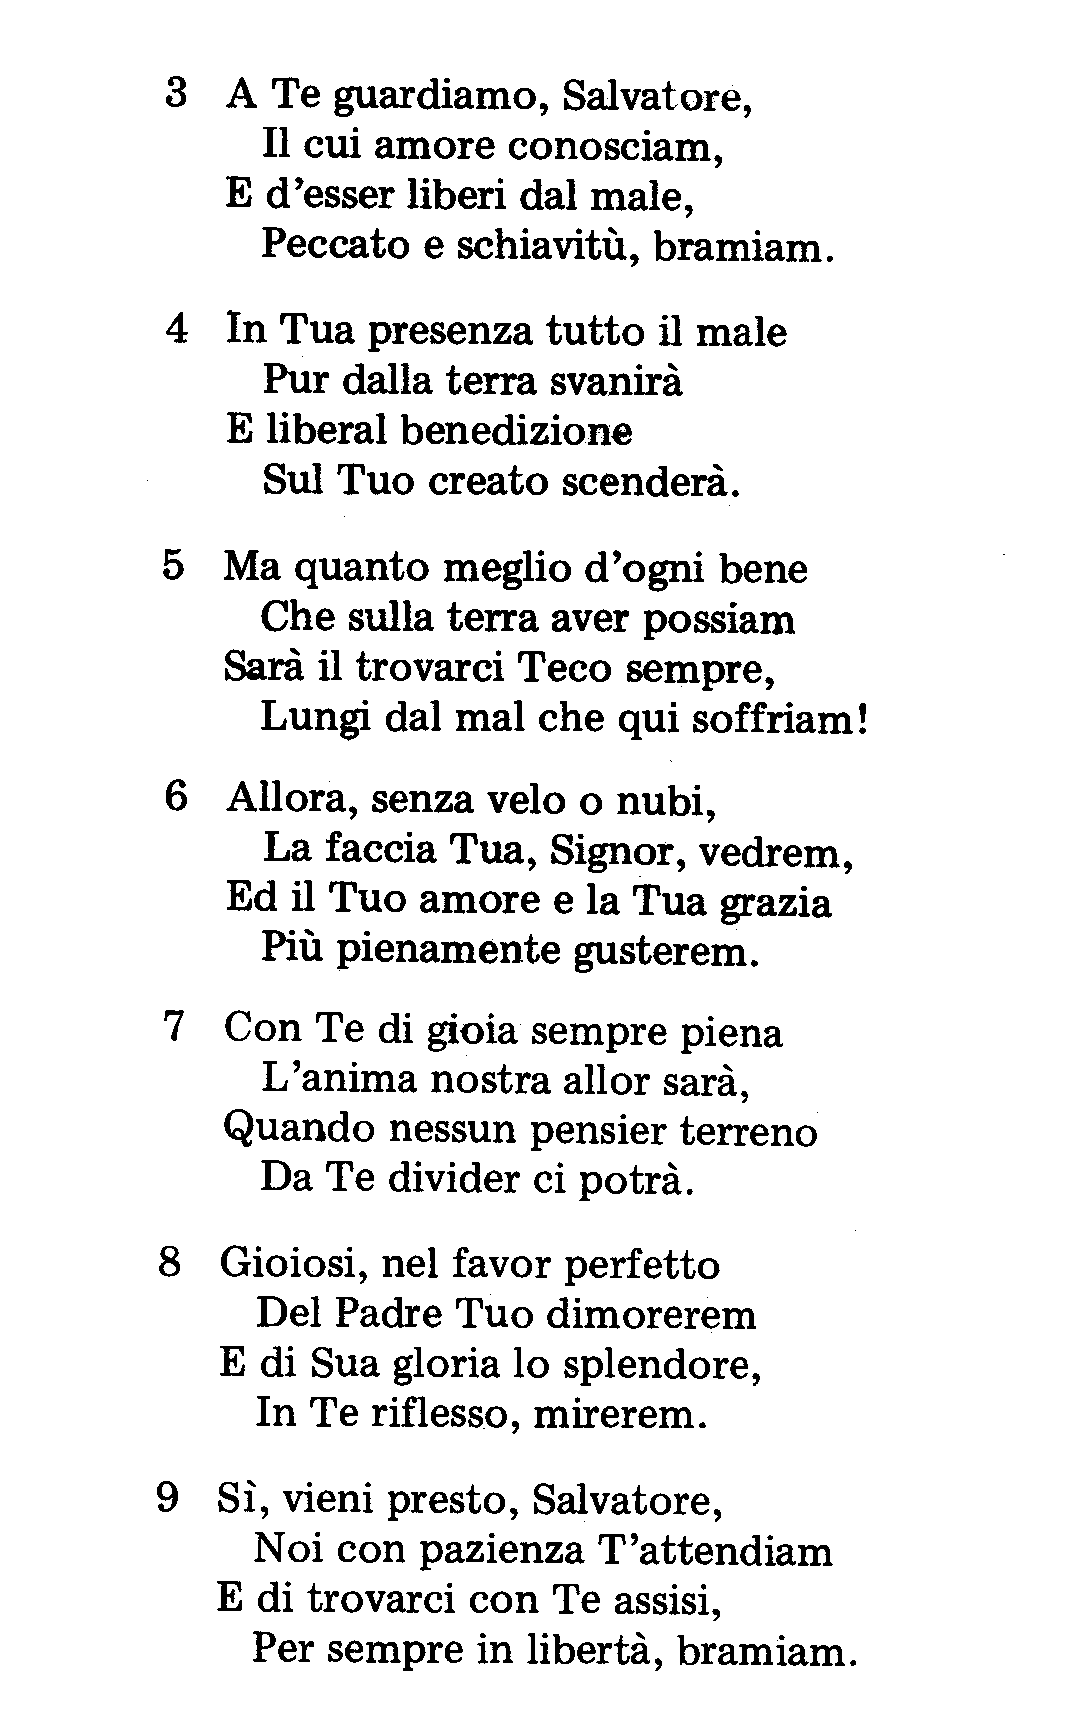 3 A Te guardiamo, Salvatore,
Il cui amore conosciam,
E d'esser liberi dal male,
Peccato e schiavitù, bramiam.
4 In Tua presenza tutto il male
Pur dalla terra svanirà
E liberal benedizione
Sul Tuo creato scenderà.
5 Ma quanto meglio d'ogni bene
Che sulla terra aver possiam
Sarà il trovarci Teco sempre,
Lungi dal mal che qui soffriam!
6 Allora, senza velo o nubi,
La faccia Tua, Signor, vedrem,
Ed il Tuo amore e la Tua grazia
Più pienamente gusterem.
7 Con Te di gioia sempre piena
L'anima nostra allor sarà,
Quando nessun pensier terreno
Da Te divider ci potrà.
8 Gioiosi, nel favor perfetto
Del Padre Tuo dimorerem
E di Sua gloria lo splendore,
In Te riflesso, mirerem.
9 Sì, vieni presto, Salvatore,
Noi con pazienza T'attendiam
E di trovarci con Te assisi,
Per sempre in libertà, bramiam.